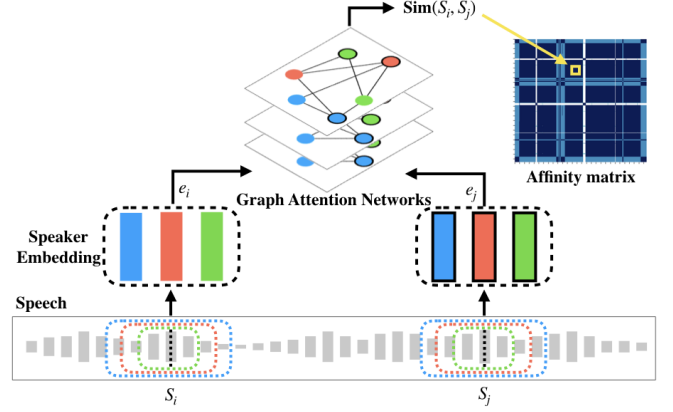 Sim(S_i, S_j)
Affinity matrix
Graph Attention Networks
e_i
e_j
Speaker
Embedding
Speech
S_i
S_j